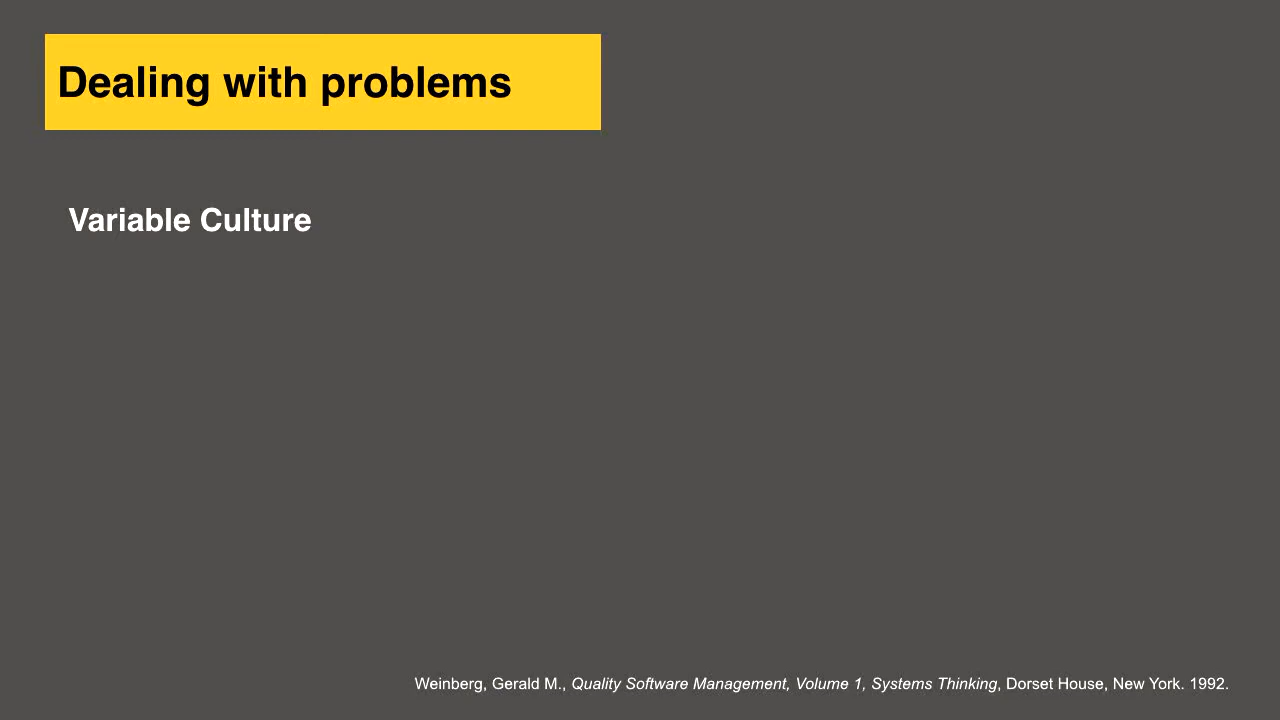 Dealing with problems
Variable Culture
Weinberg, Gerald M., Quality Software Management, Volume 1, Systems Thinking, Dorset House, New York. 1992.